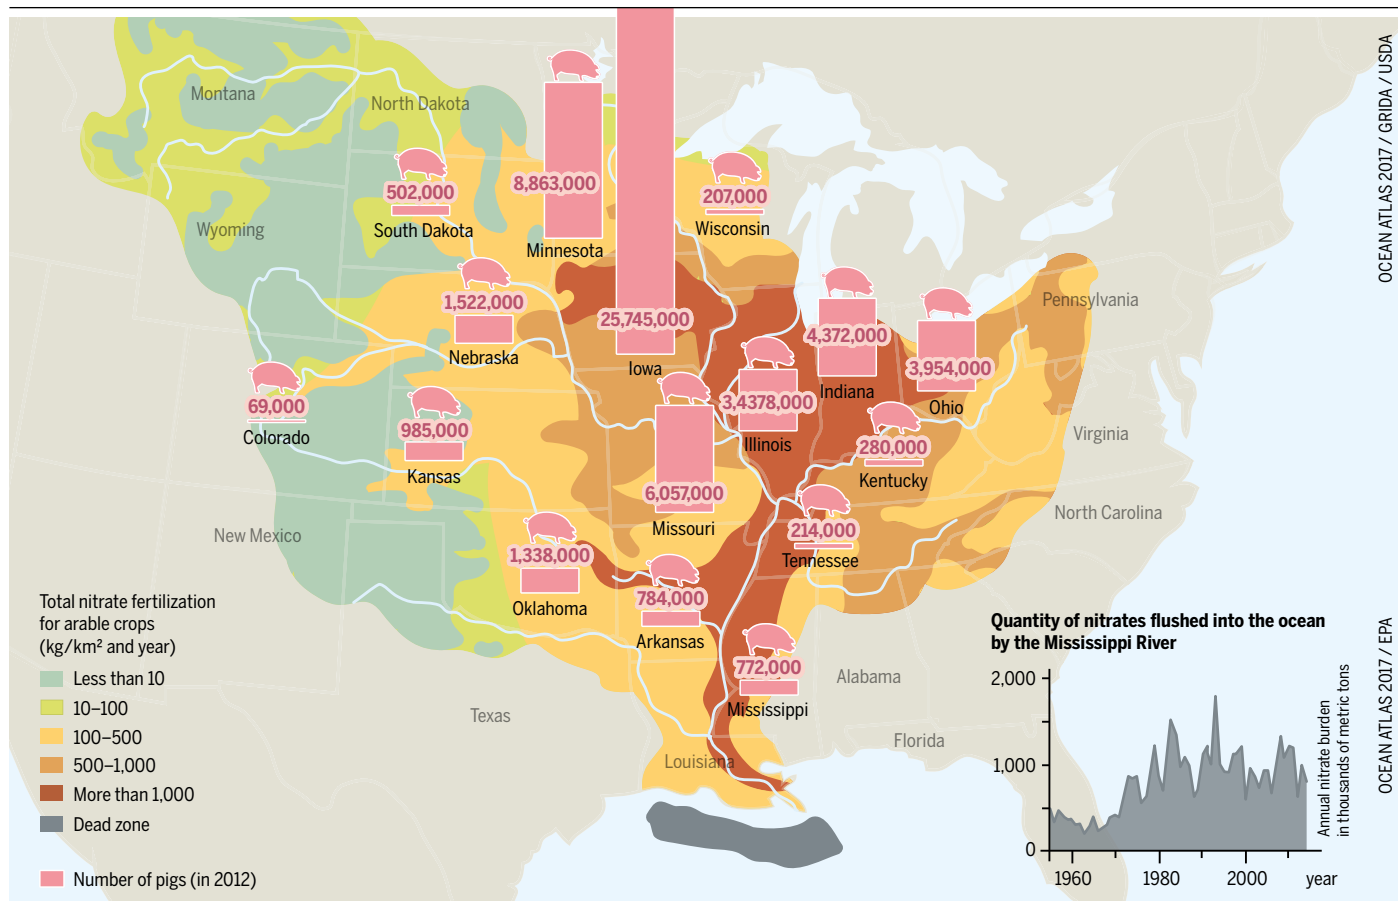 OCEAN ATLAS 2017 / GRIDA / USDA
Montana
North Dakota
502,000
South Dakota
8,863,000
Minnesota
207,000
Wisconsin
Wyoming
1,522,000
Nebraska
25,745,000
Iowa
4,372,000
Indiana
3,954,000
Ohio
Pennsylvania
69,000
Colorado
985,000
Kansas
3,4378,000
Illinois
280,000
Kentucky
Virginia
6,057,000
Missouri
214,000
Tennessee
North Carolina
New Mexico
1,338,000
Oklahoma
784,000
Arkansas
772,000
Mississippi
Alabama
Texas
Louisiana
Florida
Total nitrate fertilization
for arable crops
(kg/km² and year)
Less than 10
10–100
100–500
500–1,000
More than 1,000
Dead zone
Number of pigs (in 2012)
Quantity of nitrates flushed into the ocean
by the Mississippi River
2,000
1,000
0
1960
1980
2000
year
Annual nitrate burden
in thousands of metric tons
OCEAN ATLAS 2017 / EPA